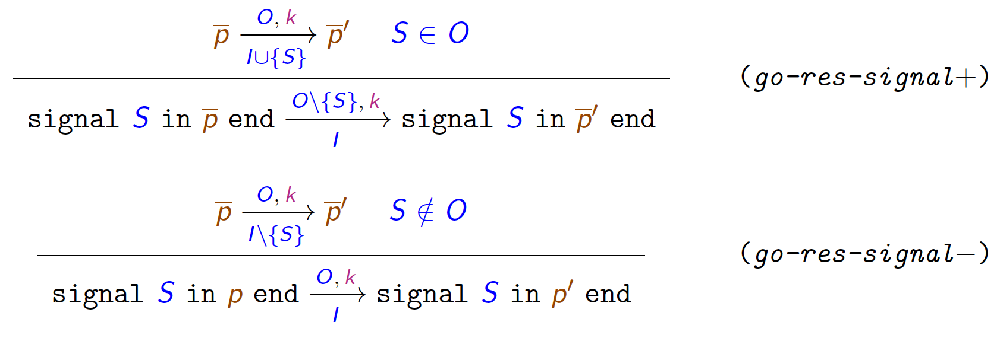 p̅ —O, k→ p̅′ S ∈ O
I∪{S}
(go-res-signal+)
signal S in p̅ end —O\{S}, k→ signal S in p̅′ end
I
p̅ —O, k→ p̅′ S ∉ O
I\{S}
(go-res-signal−)
signal S in p end —O, k→ signal S in p′ end
I